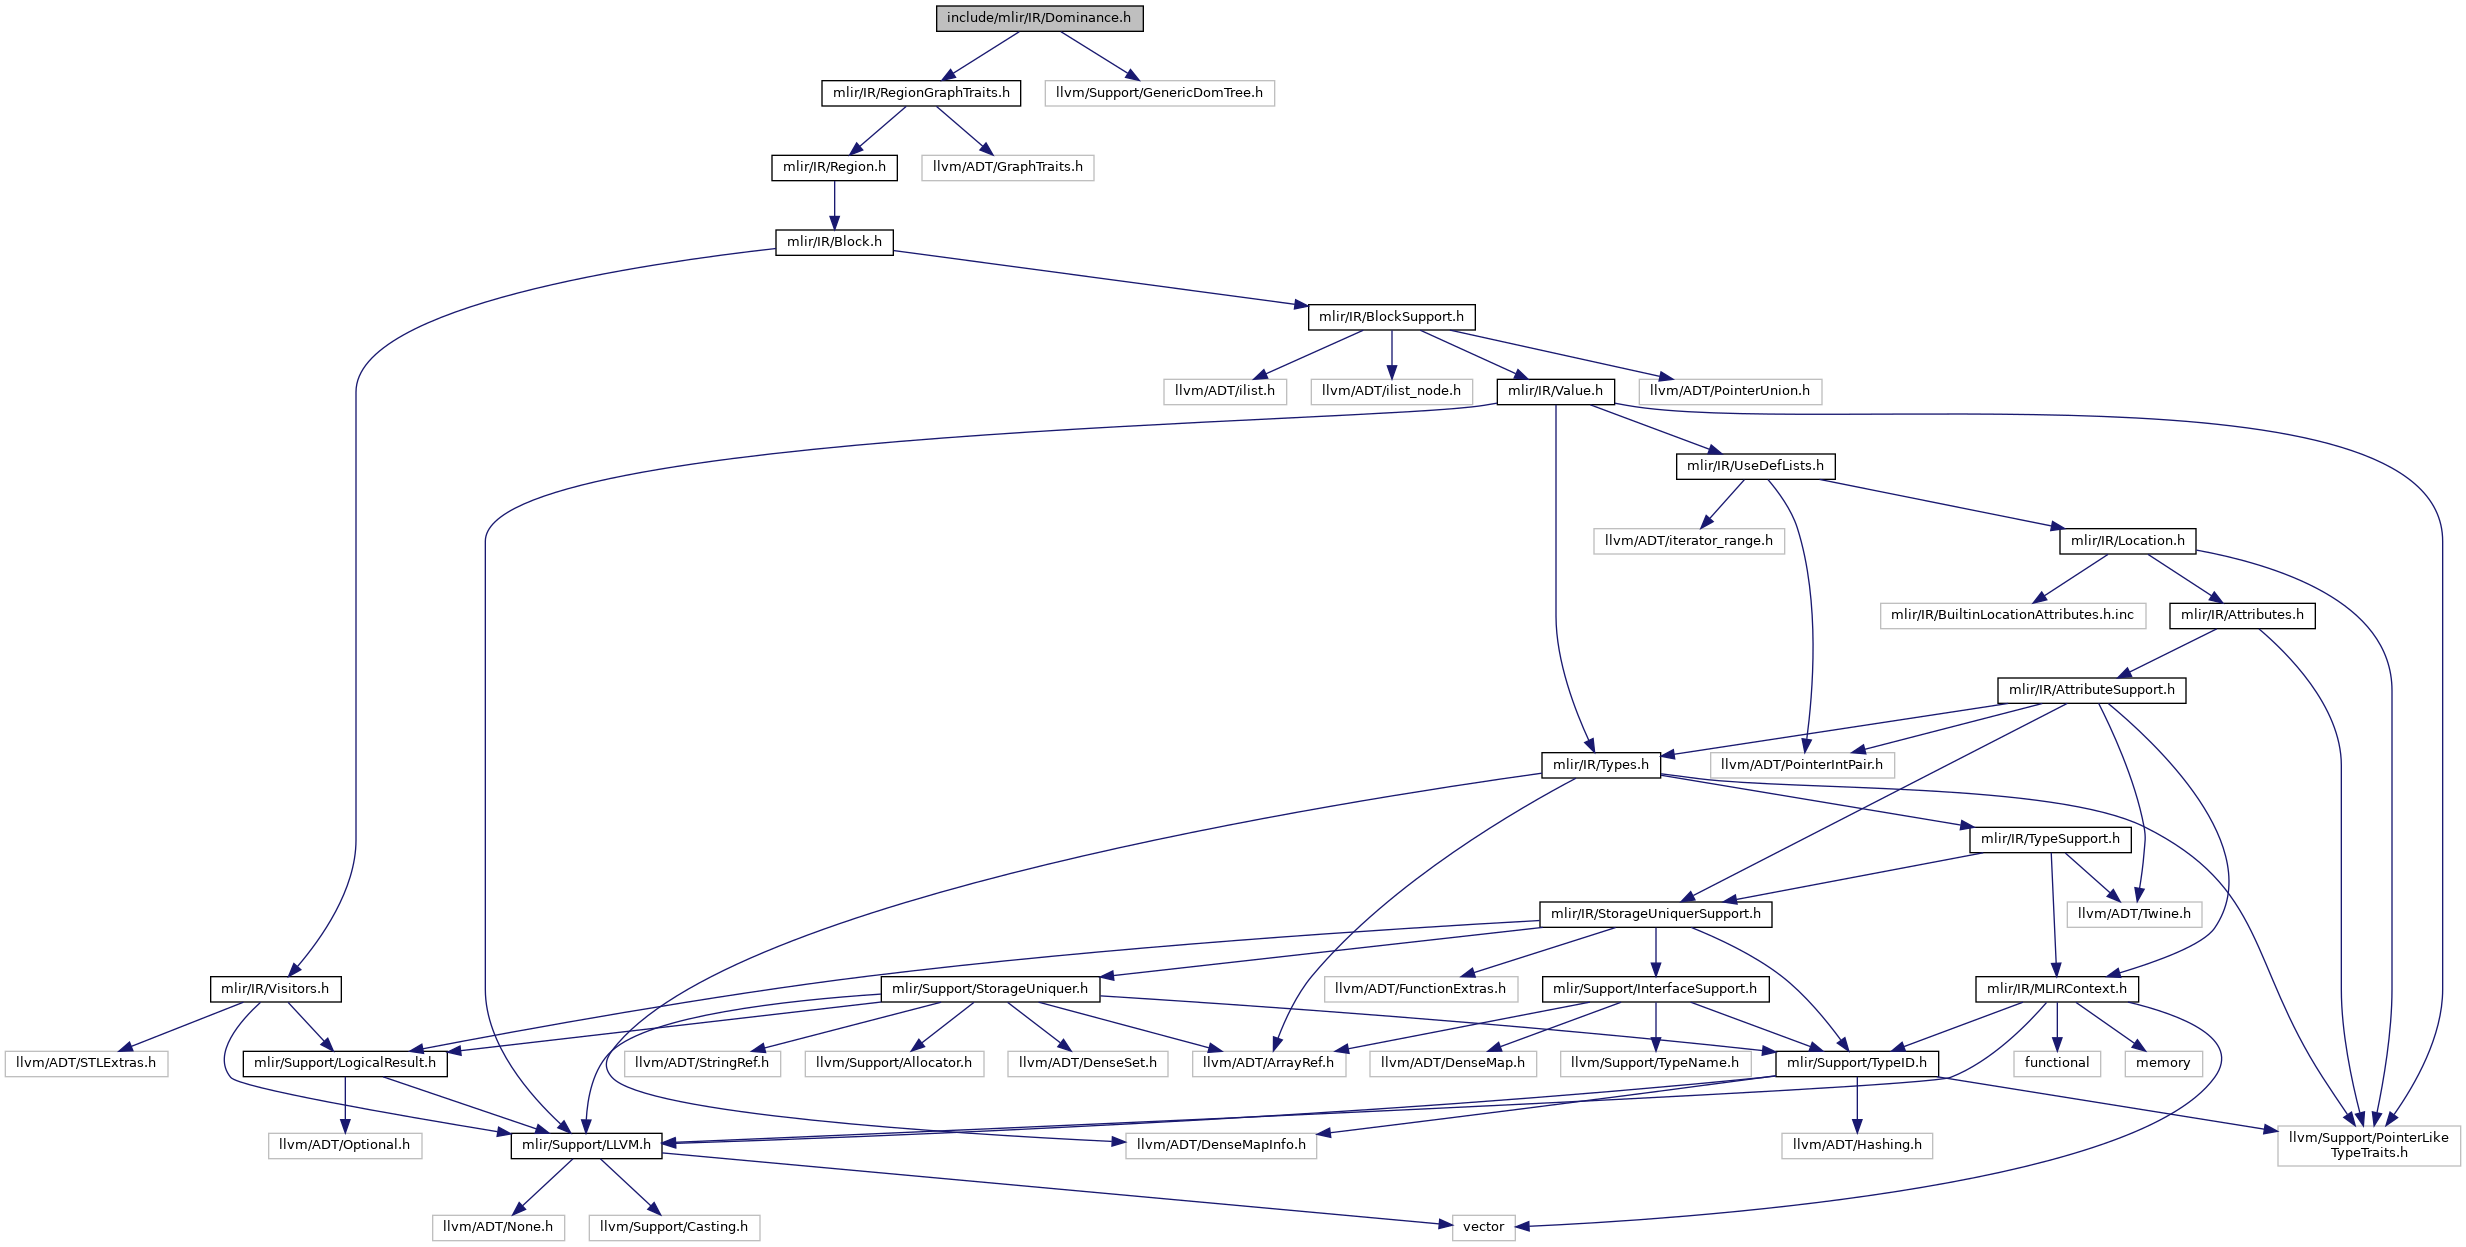 include/mlir/IR/Dominance.h
mlir/IR/RegionGraphTraits.h
llvm/Support/GenericDomTree.h
mlir/IR/Region.h
llvm/ADT/GraphTraits.h
mlir/IR/Block.h
mlir/IR/BlockSupport.h
llvm/ADT/ilist.h
llvm/ADT/ilist_node.h
mlir/IR/Value.h
llvm/ADT/PointerUnion.h
mlir/IR/UseDefLists.h
llvm/ADT/iterator_range.h
mlir/IR/Location.h
mlir/IR/BuiltinLocationAttributes.h.inc
mlir/IR/Attributes.h
mlir/IR/AttributeSupport.h
mlir/IR/Types.h
llvm/ADT/PointerIntPair.h
mlir/IR/TypeSupport.h
mlir/IR/StorageUniquerSupport.h
llvm/ADT/Twine.h
mlir/IR/Visitors.h
mlir/Support/StorageUniquer.h
llvm/ADT/FunctionExtras.h
mlir/Support/InterfaceSupport.h
mlir/IR/MLIRContext.h
llvm/ADT/STLExtras.h
mlir/Support/LogicalResult.h
llvm/ADT/StringRef.h
llvm/Support/Allocator.h
llvm/ADT/DenseSet.h
llvm/ADT/ArrayRef.h
llvm/ADT/DenseMap.h
llvm/Support/TypeName.h
mlir/Support/TypeID.h
functional
memory
llvm/ADT/Optional.h
mlir/Support/LLVM.h
llvm/ADT/DenseMapInfo.h
llvm/ADT/Hashing.h
llvm/Support/PointerLike
TypeTraits.h
llvm/ADT/None.h
llvm/Support/Casting.h
vector